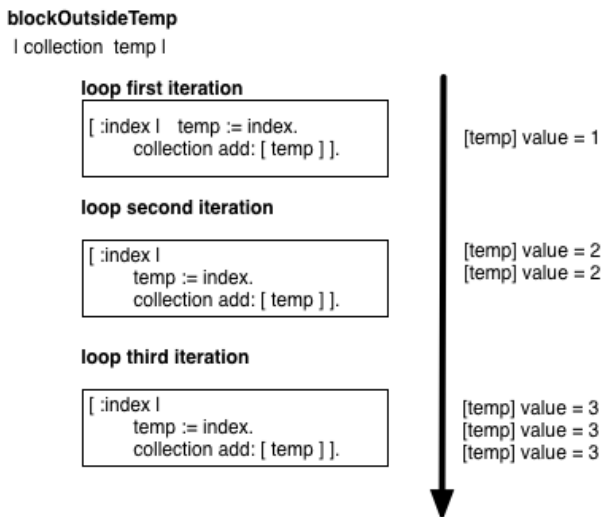 blockOutsideTemp
| collection temp |
loop first iteration
[ :index | temp := index.
collection add: [ temp ] ].
[temp] value = 1
loop second iteration
[ :index |
temp := index.
collection add: [ temp ] ].
[temp] value = 2
[temp] value = 2
loop third iteration
[ :index |
temp := index.
collection add: [ temp ] ].
[temp] value = 3
[temp] value = 3
[temp] value = 3